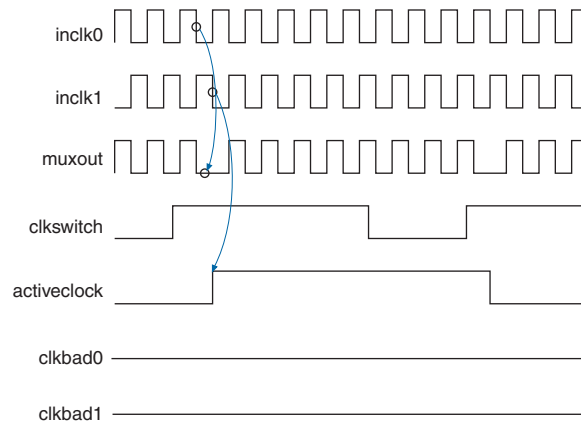 inclk0
inclk1
muxout
clkswitch
activeclock
clkbad0
clkbad1